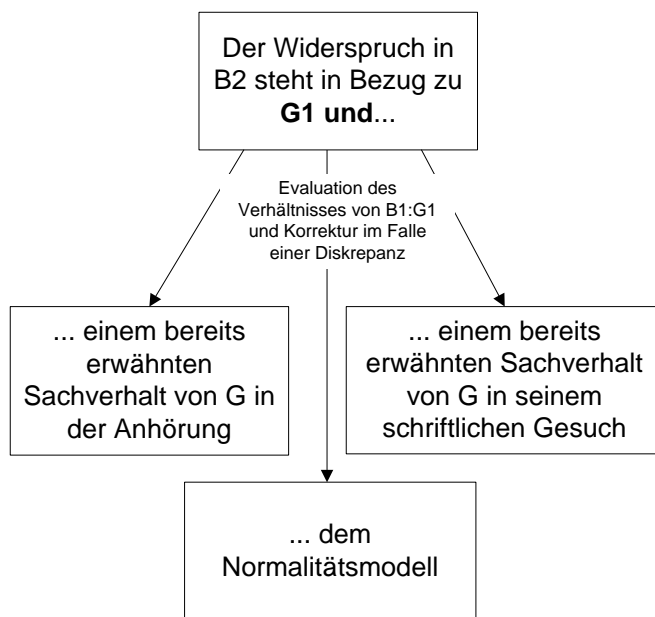 Der Widerspruch in
B2 steht in Bezug zu
G1 und...
Evaluation des
Verhältnisses von B1:G1
und Korrektur im Falle
einer Diskrepanz
... einem bereits
erwähnten
Sachverhalt von G in
der Anhörung
... einem bereits
erwähnten Sachverhalt
von G in seinem
schriftlichen Gesuch
... dem
Normalitätsmodell